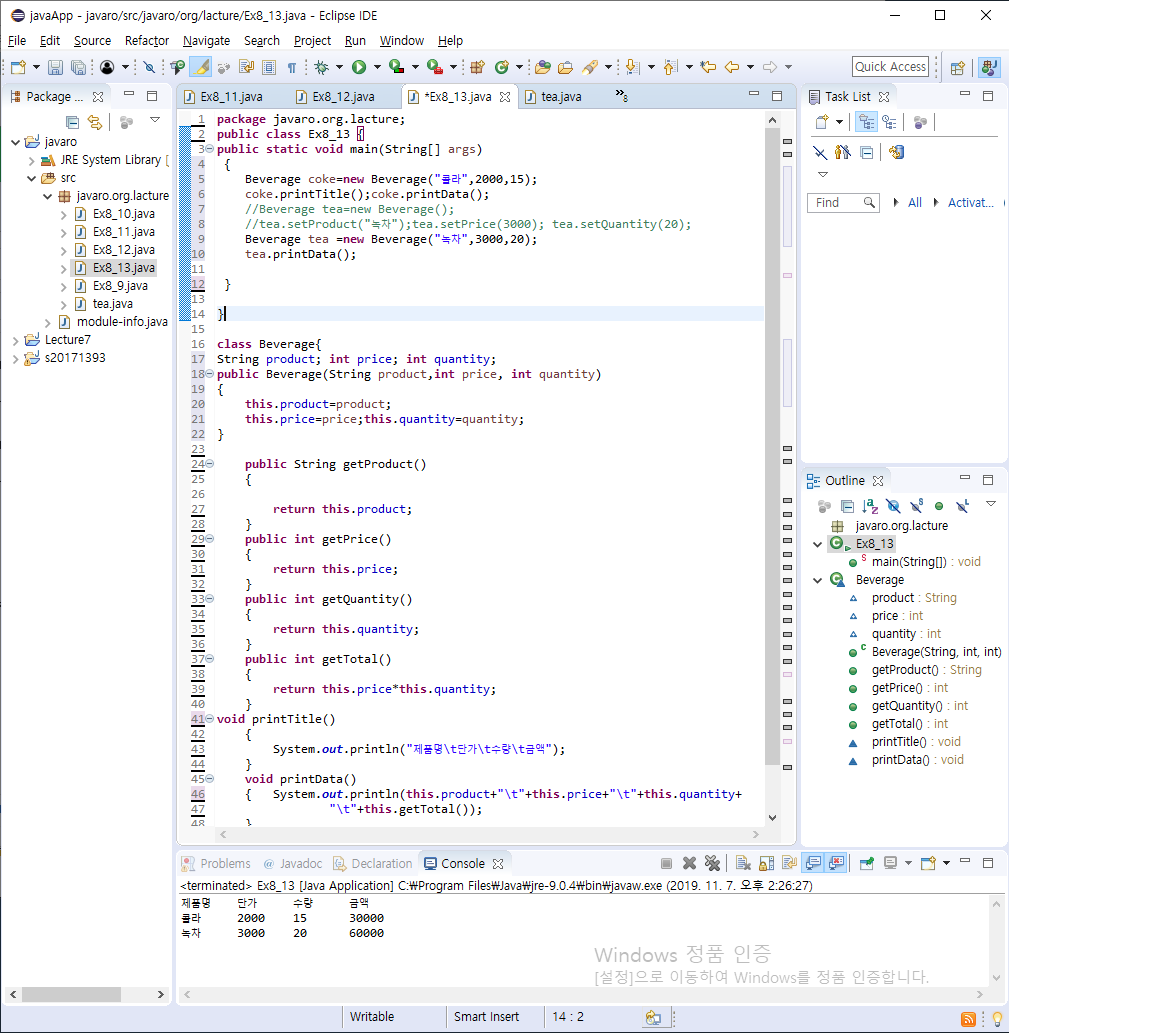 javaApp - javaro/src/javaro/org/lacture/Ex8_13.java - Eclipse IDE
File Edit Source Refactor Navigate Search Project Run Window Help
Quick Access
Package ...
javaro
JRE System Library [
src
javaro.org.lacture
Ex8_10.java
Ex8_11.java
Ex8_12.java
Ex8_13.java
Ex8_9.java
tea.java
module-info.java
Lecture7
s20171393
Ex8_11.java Ex8_12.java *Ex8_13.java tea.java »8
1 package javaro.org.lacture;
2 public class Ex8_13 {
3 public static void main(String[] args)
4 {
5 Beverage coke=new Beverage("콜라",2000,15);
6 coke.printTitle();coke.printData();
7 //Beverage tea=new Beverage();
8 //tea.setProduct("녹차");tea.setPrice(3000); tea.setQuantity(20);
9 Beverage tea =new Beverage("녹차",3000,20);
10 tea.printData();
11
12 }
13
14 }
15
16 class Beverage{
17 String product; int price; int quantity;
18 public Beverage(String product,int price, int quantity)
19 {
20 this.product=product;
21 this.price=price;this.quantity=quantity;
22 }
23
24 public String getProduct()
25 {
26
27 return this.product;
28 }
29 public int getPrice()
30 {
31 return this.price;
32 }
33 public int getQuantity()
34 {
35 return this.quantity;
36 }
37 public int getTotal()
38 {
39 return this.price*this.quantity;
40 }
41 void printTitle()
42 {
43 System.out.println("제품명\t단가\t수량\t금액");
44 }
45 void printData()
46 { System.out.println(this.product+"\t"+this.price+"\t"+this.quantity+
47 "\t"+this.getTotal());
48 }
Task List
Find All Activat...
Outline
javaro.org.lacture
Ex8_13
main(String[]) : void
Beverage
product : String
price : int
quantity : int
Beverage(String, int, int)
getProduct() : String
getPrice() : int
getQuantity() : int
getTotal() : int
printTitle() : void
printData() : void
Problems @ Javadoc Declaration Console
<terminated> Ex8_13 [Java Application] C:₩Program Files₩Java₩jre-9.0.4₩bin₩javaw.exe (2019. 11. 7. 오후 2:26:27)
제품명 단가 수량 금액
콜라 2000 15 30000
녹차 3000 20 60000
Windows 정품 인증
[설정]으로 이동하여 Windows를 정품 인증합니다.
Writable Smart Insert 14 : 2